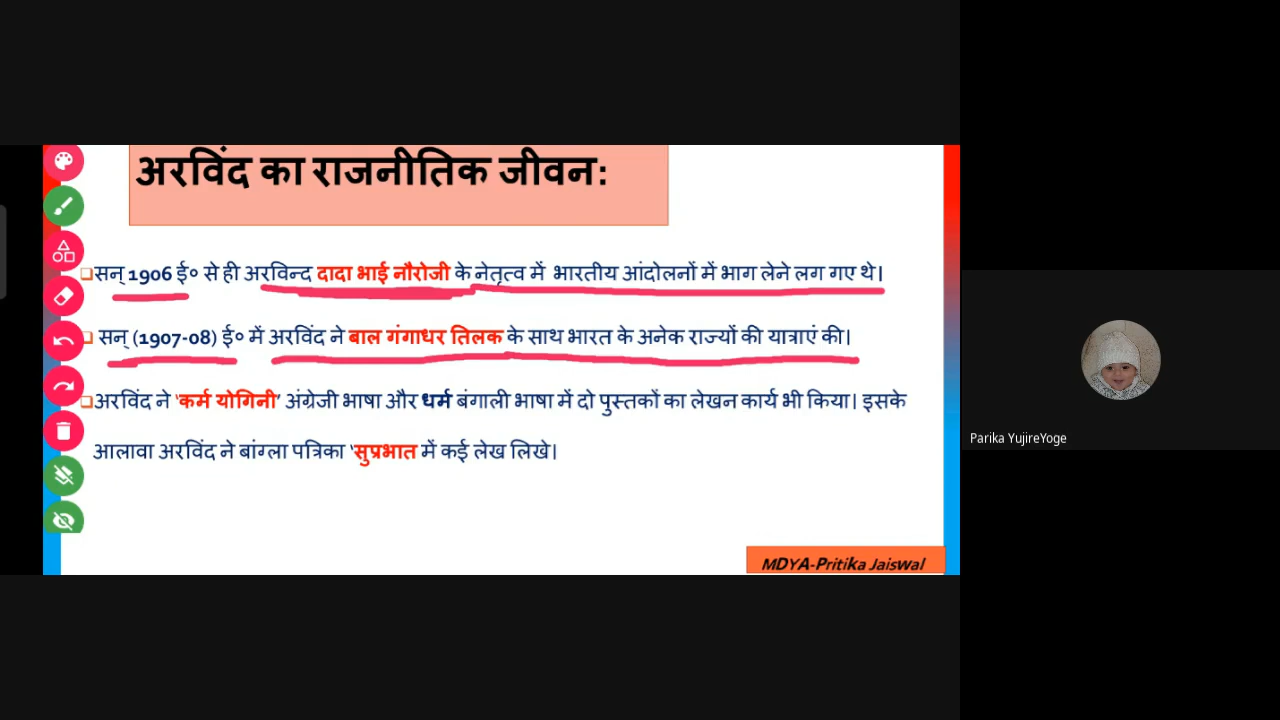 अरविंद का राजनीतिक जीवन:
सन् 1906 ई० से ही अरविन्द दादा भाई नौरोजी के नेतृत्व में भारतीय आंदोलनों में भाग लेने लग गए थे।
सन् (1907-08) ई० में अरविंद ने बाल गंगाधर तिलक के साथ भारत के अनेक राज्यों की यात्राएं की।
अरविंद ने 'कर्म योगिनी' अंग्रेजी भाषा और धर्म बंगाली भाषा में दो पुस्तकों का लेखन कार्य भी किया। इसके
आलावा अरविंद ने बांग्ला पत्रिका 'सुप्रभात में कई लेख लिखे।
MDYA-Pritika Jaiswal
Parika YujireYoge